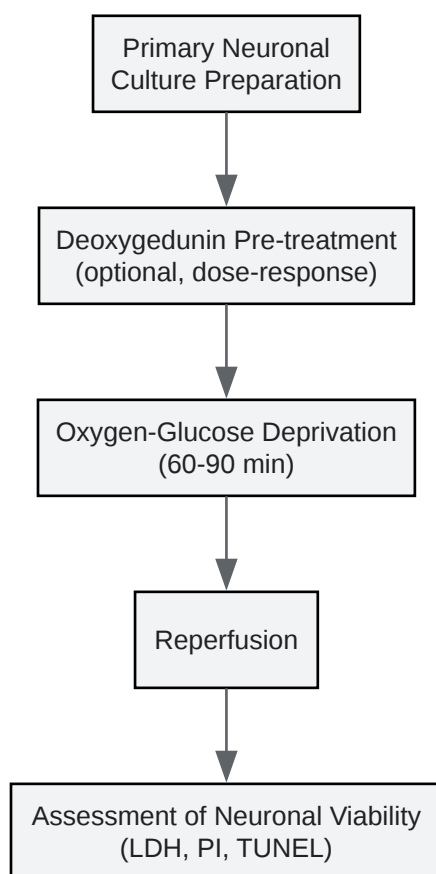 Primary Neuronal
Culture Preparation
Deoxygedunin Pre-treatment
(optional, dose-response)
Oxygen-Glucose Deprivation
(60-90 min)
Reperfusion
Assessment of Neuronal Viability
(LDH, PI, TUNEL)